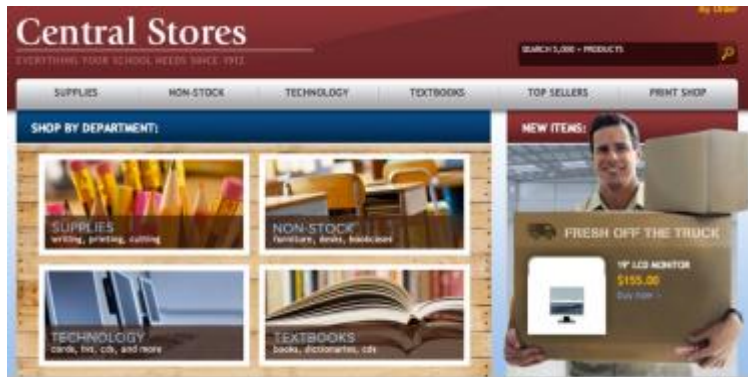 My Order
Central Stores
EVERYTHING YOUR SCHOOL NEEDS SINCE 1912
SEARCH 5,000 + PRODUCTS
SUPPLIES
NON-STOCK
TECHNOLOGY
TEXTBOOKS
TOP SELLERS
PRINT SHOP
SHOP BY DEPARTMENT:
NEW ITEMS:
SUPPLIES
writing, printing, cutting
NON-STOCK
furniture, desks, bookcases
FRESH OFF THE TRUCK
19" LCD MONITOR
$155.00
Buy now >
TECHNOLOGY
cards, tvs, cds, and more
TEXTBOOKS
books, dictionaries, cds